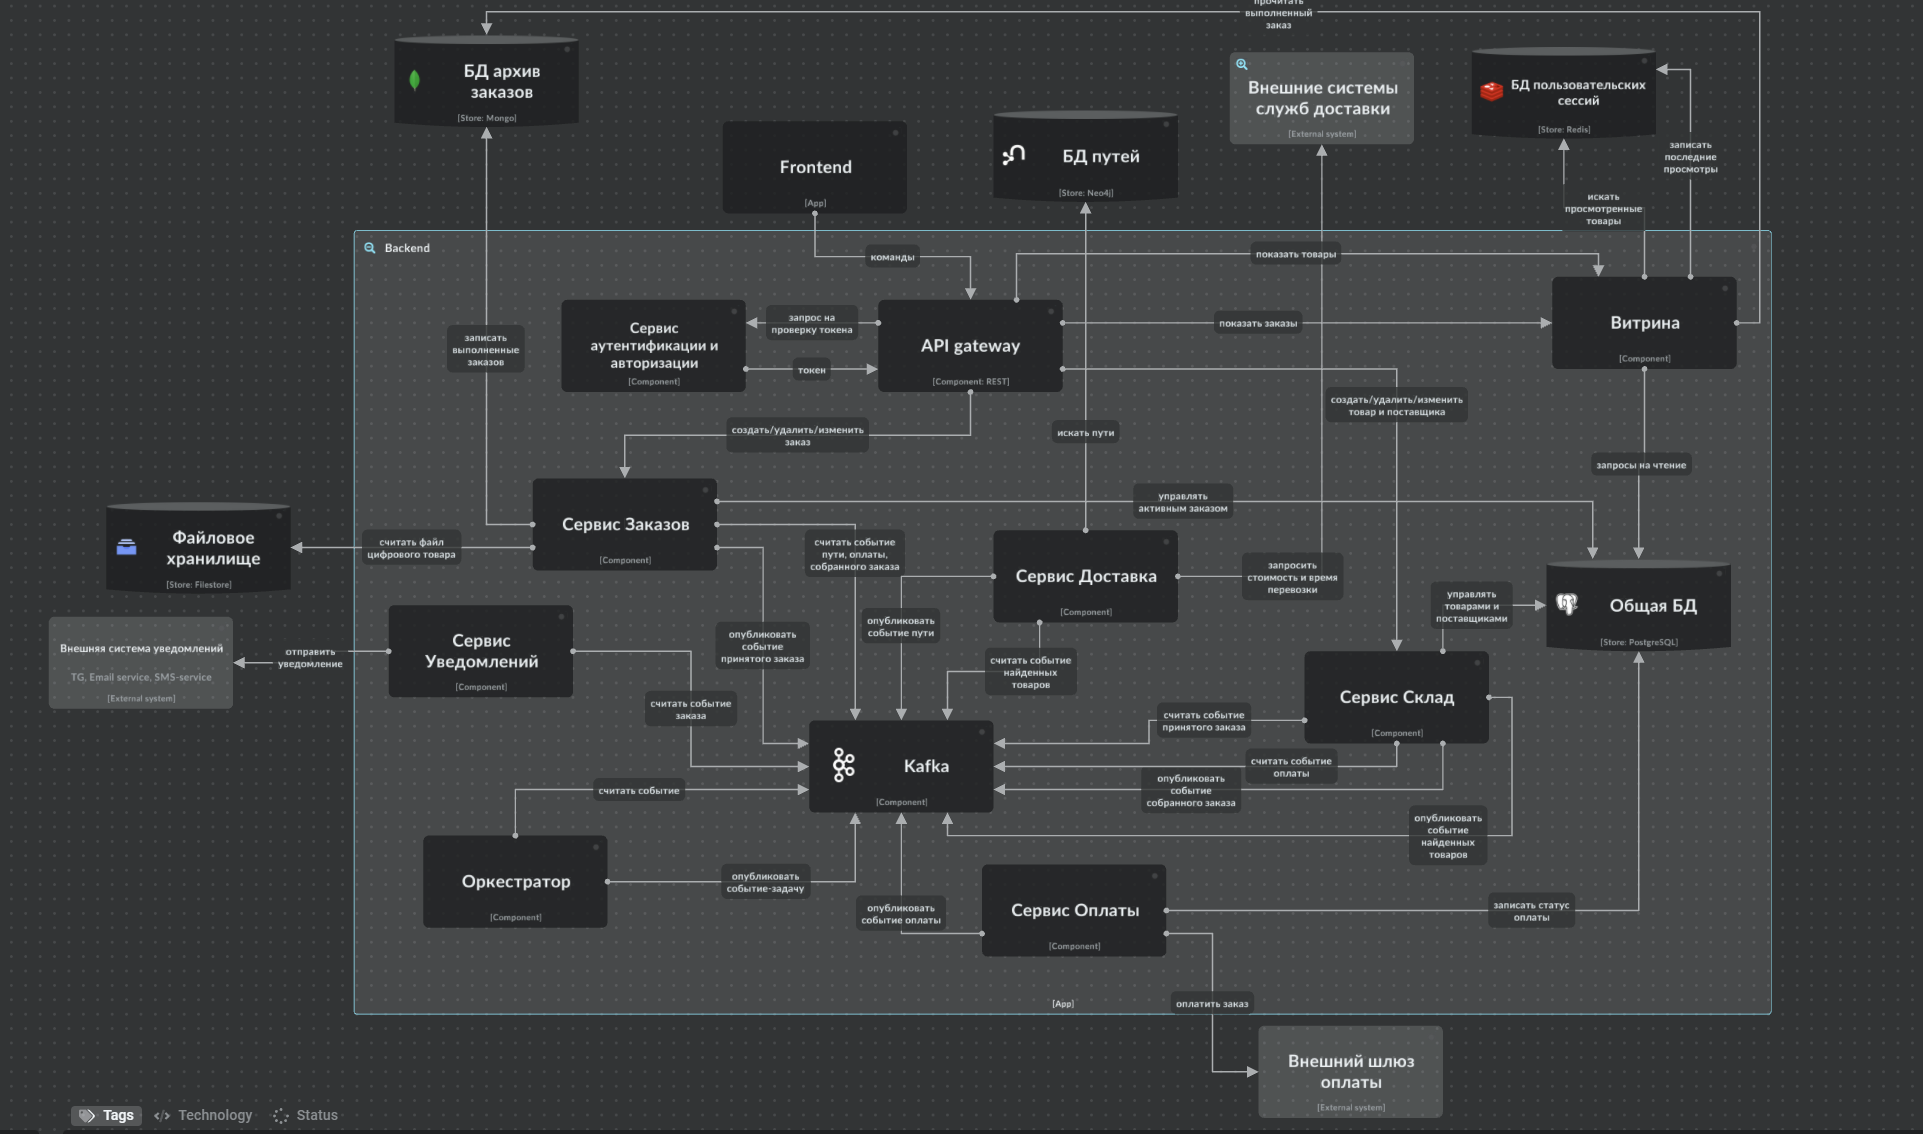 прочитать
выполненный
заказ
БД архив
заказов
[Store: Mongo]
Внешние системы
служб доставки
[External system]
БД пользовательских
сессий
[Store: Redis]
Frontend
[App]
БД путей
[Store: Neo4j]
записать
последние
просмотры
искать
просмотренные
товары
Backend
команды
показать товары
записать
выполненные
заказов
Сервис
аутентификации и
авторизации
[Component]
запрос на
проверку токена
токен
API gateway
[Component: REST]
показать заказы
Витрина
[Component]
создать/удалить/изменить
товар и поставщика
создать/удалить/изменить
заказ
искать пути
запросы на чтение
Сервис Заказов
[Component]
управлять
активным заказом
Файловое
хранилище
[Store: Filestore]
считать файл
цифрового товара
считать событие
пути, оплаты,
собранного заказа
Сервис Доставка
[Component]
запросить
стоимость и время
перевозки
управлять
товарами и
поставщиками
Общая БД
[Store: PostgreSQL]
Внешняя система уведомлений
TG, Email service, SMS-service
[External system]
отправить
уведомление
Сервис
Уведомлений
[Component]
опубликовать
событие
принятого заказа
опубликовать
событие пути
считать событие
найденных
товаров
Сервис Склад
[Component]
считать событие
заказа
считать событие
принятого заказа
Kafka
[Component]
считать событие
оплаты
считать событие
опубликовать
событие
собранного заказа
опубликовать
событие
найденных
товаров
Оркестратор
[Component]
опубликовать
событие-задачу
опубликовать
событие оплаты
Сервис Оплаты
[Component]
записать статус
оплаты
[App]
оплатить заказ
Внешний шлюз
оплаты
[External system]
Tags
Technology
Status